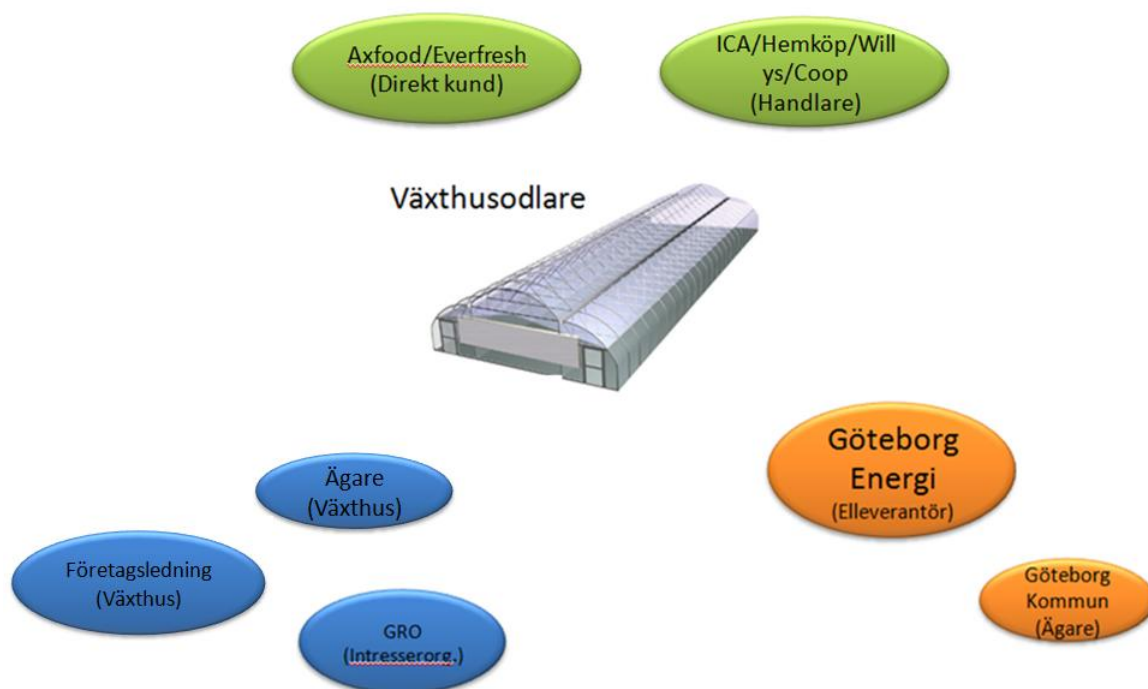 Axfood/Everfresh
(Direkt kund)
ICA/Hemköp/Will
ys/Coop
(Handlare)
Växthusodlare
Göteborg
Energi
(Elleverantör)
Ägare
(Växthus)
Företagsledning
(Växthus)
GRO
(Intresserorg.)
Göteborg
Kommun
(Ägare)